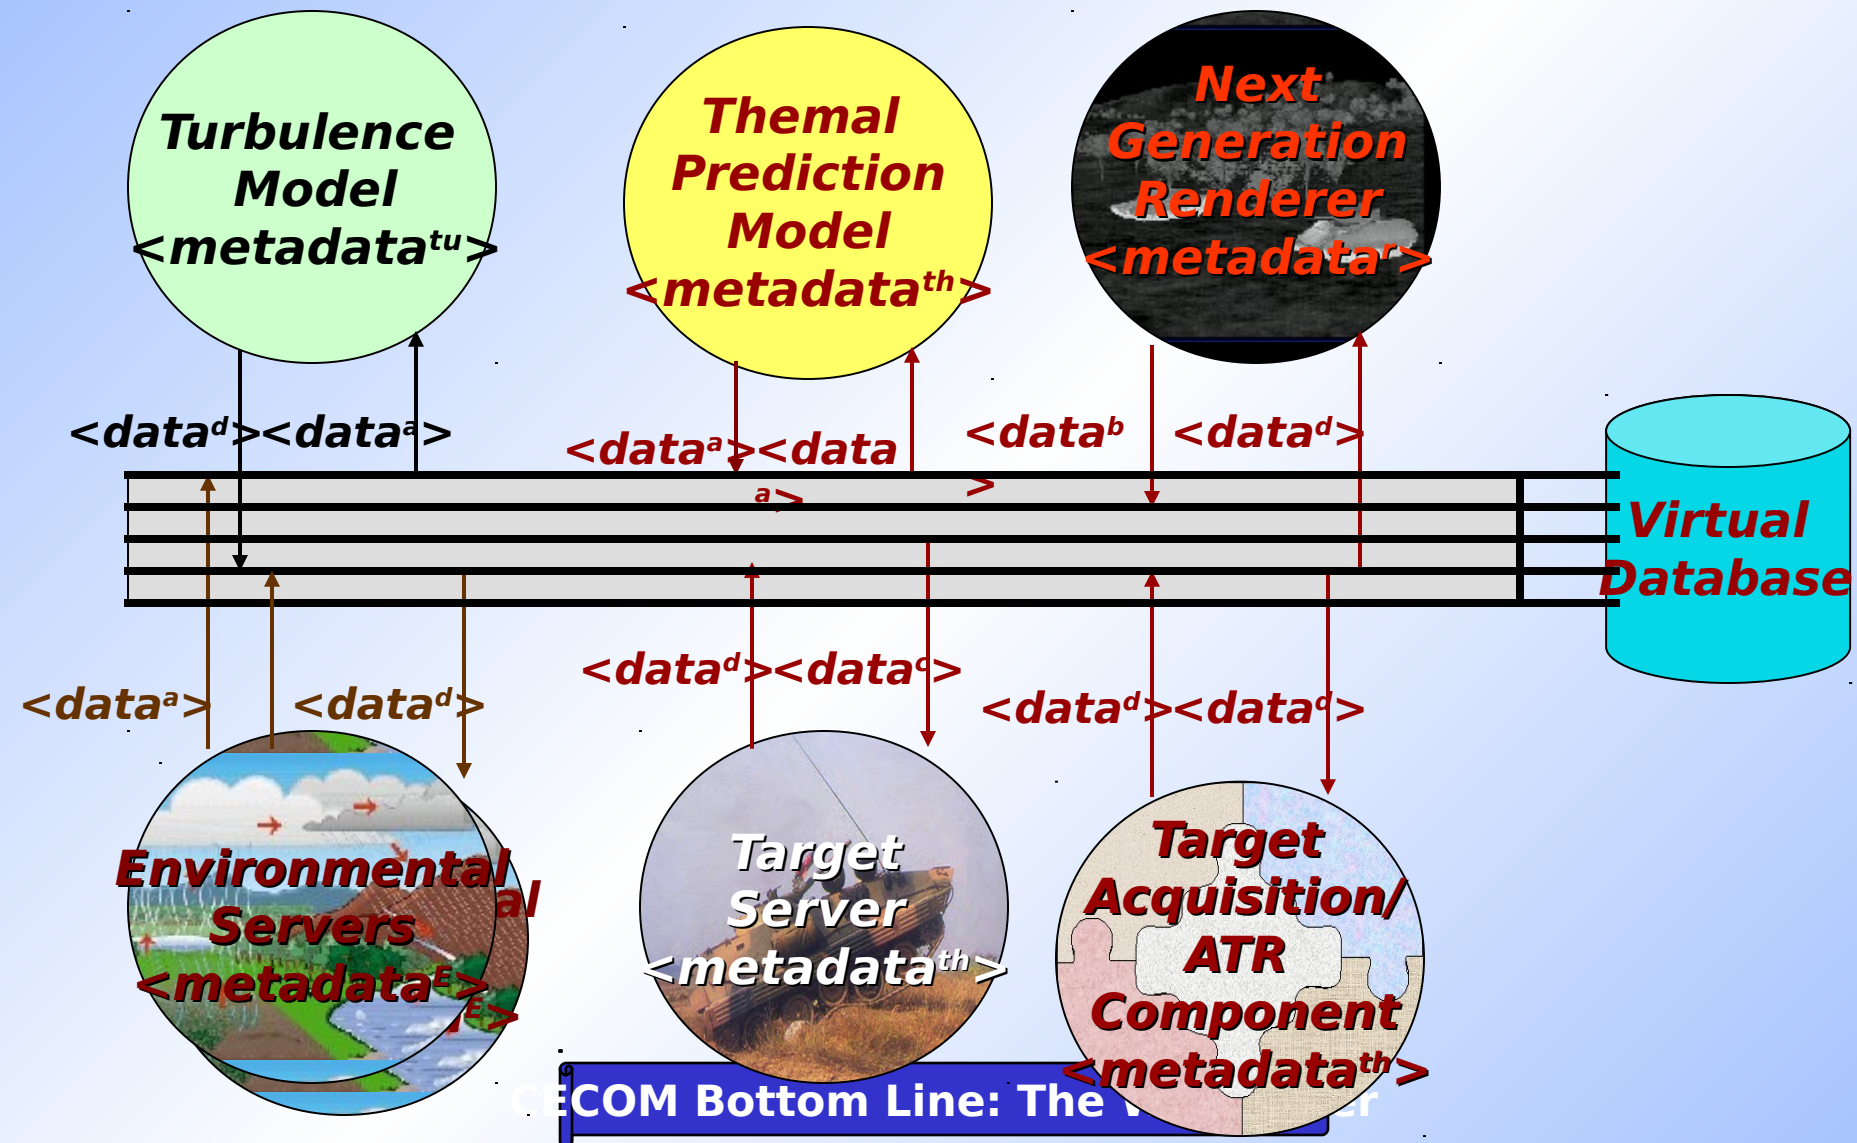 Turbulence
Model
<metadatatu>
Themal
Prediction
Model
<metadatath>
Next
Generation
Renderer
<metadatar>
<datad>
<dataa>
<dataa>
<data
a>
<datab
>
<datad>
Virtual
Database
<dataa>
<datad>
<datad>
<datac>
<datad>
<datad>
Environmental
Servers
<metadataE>
al
E>
Target
Server
<metadatath>
Target
Acquisition/
ATR
Component
<metadatath>
CECOM Bottom Line: The